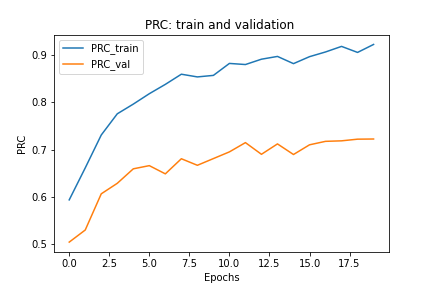 PRC: train and validation
PRC_train
PRC_val
PRC
0.9
0.8
0.7
0.6
0.5
0.0 2.5 5.0 7.5 10.0 12.5 15.0 17.5
Epochs